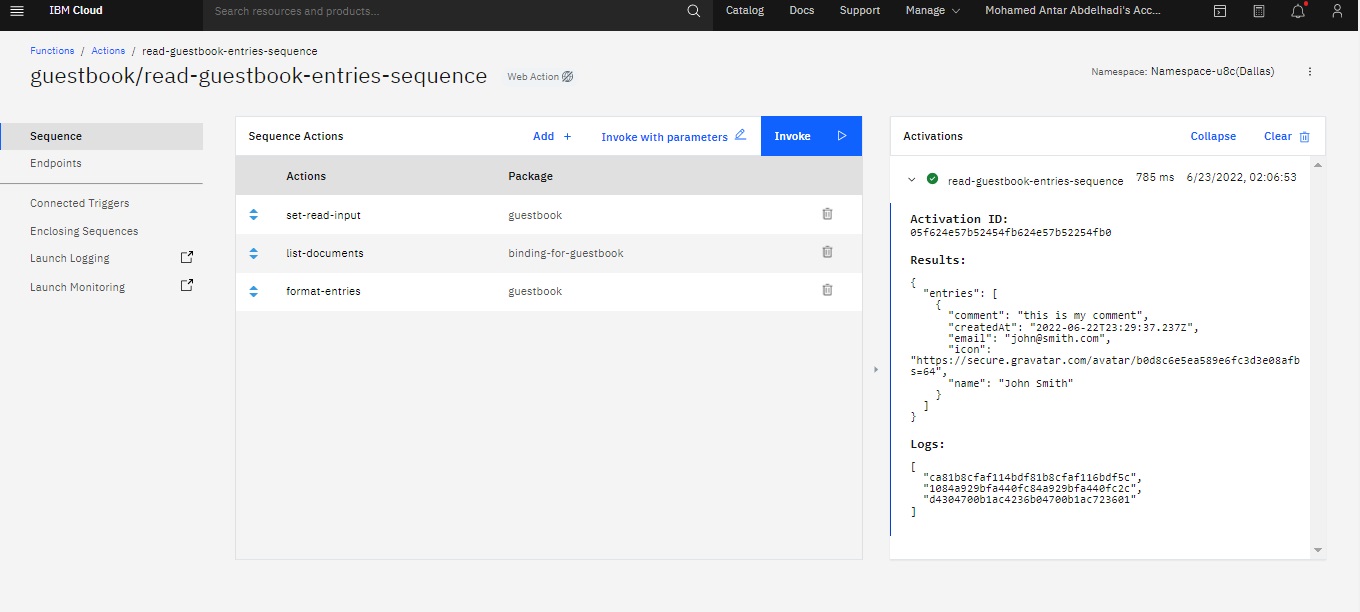 IBM Cloud
Search resources and products...
Catalog
Docs
Support
Manage
Mohamed Antar Abdelhadi's Acc...
Functions / Actions / read-guestbook-entries-sequence
guestbook/read-guestbook-entries-sequence
Web Action
Namespace: Namespace-u8c(Dallas)
Sequence
Endpoints
Connected Triggers
Enclosing Sequences
Launch Logging
Launch Monitoring
Sequence Actions
Add +
Invoke with parameters
Invoke
Actions Package
set-read-input guestbook
list-documents binding-for-guestbook
format-entries guestbook
Activations
Collapse
Clear
read-guestbook-entries-sequence 785 ms 6/23/2022, 02:06:53
Activation ID:
05f624e57b52454fb624e57b52254fb0
Results:
{
"entries": [
{
"comment": "this is my comment",
"createdAt": "2022-06-22T23:29:37.237Z",
"email": "john@smith.com",
"icon":
"https://secure.gravatar.com/avatar/b0d8c6e5ea589e6fc3d3e08afb
s=64",
"name": "John Smith"
}
]
}
Logs:
[
"ca81b8cfaf114bdf81b8cfaf116bdf5c",
"1084a929bfa440fc84a929bfa440fc2c",
"d4304700b1ac4236b04700b1ac723601"
]